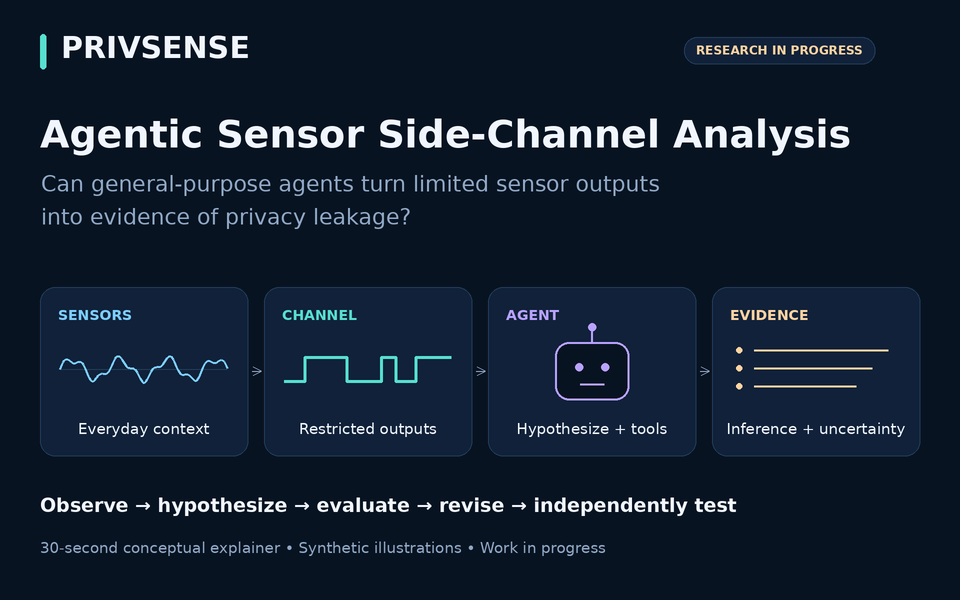 PRIVSENSE
RESEARCH IN PROGRESS
Agentic Sensor Side-Channel Analysis
Can general-purpose agents turn limited sensor outputs
into evidence of privacy leakage?
SENSORS
Everyday context
CHANNEL
Restricted outputs
AGENT
Hypothesize + tools
EVIDENCE
Inference + uncertainty
Observe → hypothesize → evaluate → revise → independently test
30-second conceptual explainer • Synthetic illustrations • Work in progress